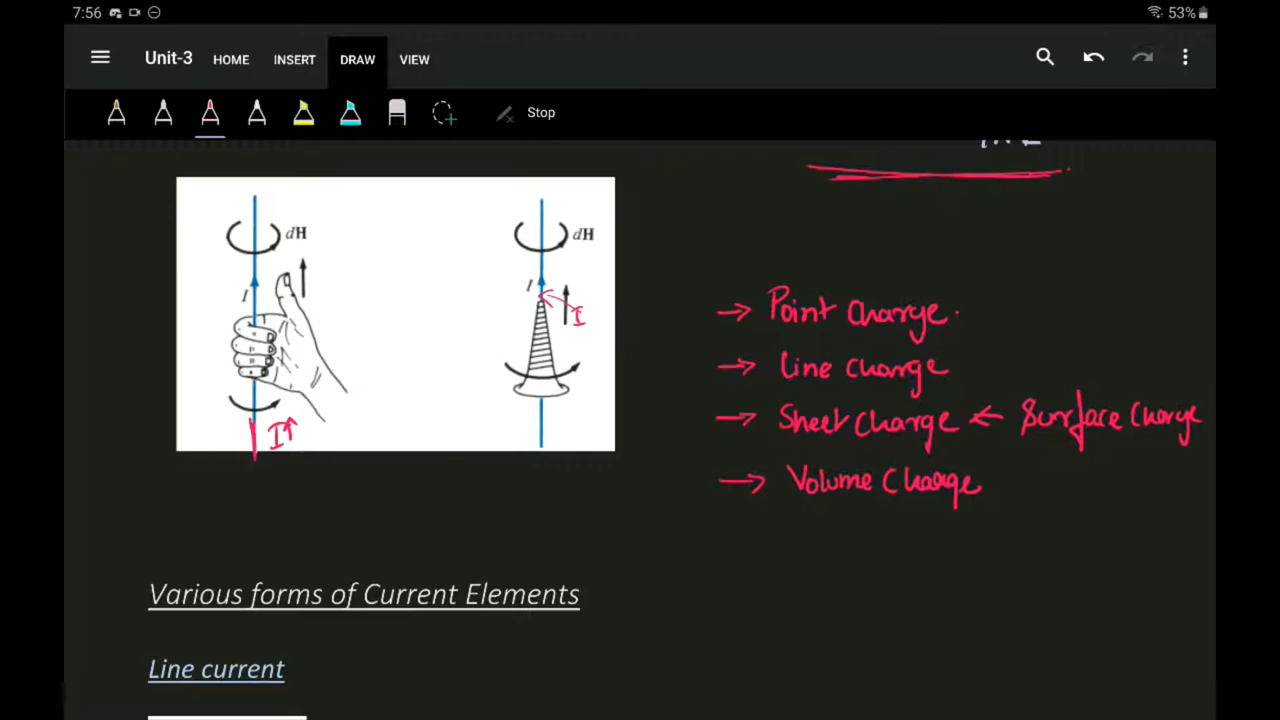 7:56 53%
Unit-3 HOME INSERT DRAW VIEW
Stop
dH dH
I I
I
I
→ Point Charge.
→ Line Charge
→ Sheet Charge ← Surface Charge
→ Volume Charge
Various forms of Current Elements
Line current